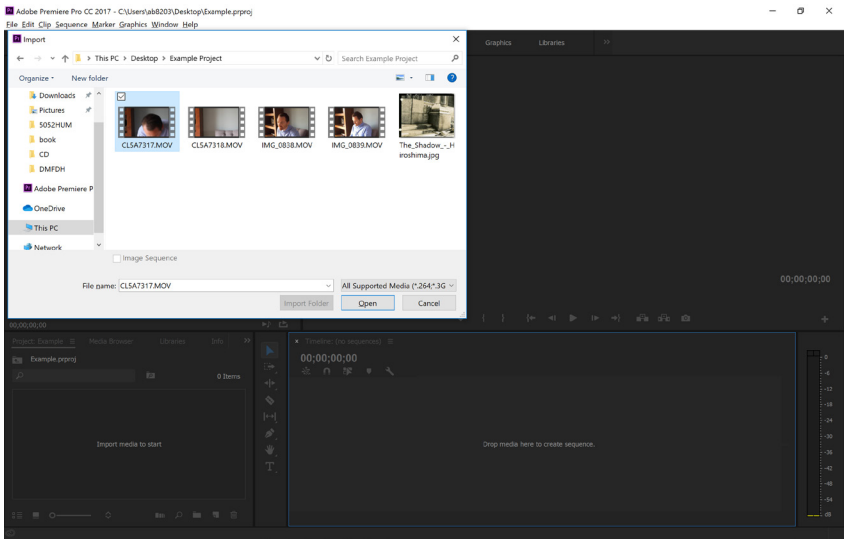 Adobe Premiere Pro CC 2017 - C:\Users\ab8203\Desktop\Example.prproj
File Edit Clip Sequence Marker Graphics Window Help
Import
This PC > Desktop > Example Project
Search Example Project
Organize
New folder
Downloads
Pictures
5052HUM
book
CD
DMFDH
Adobe Premiere P
OneDrive
This PC
Network
CL5A7317.MOV
CL5A7318.MOV
IMG_0838.MOV
IMG_0839.MOV
The_Shadow_-_H
iroshima.jpg
Image Sequence
File name: CL5A7317.MOV
All Supported Media (*.264;*.3G
Import Folder
Open
Cancel
Graphics
Libraries
00;00;00;00
00;00;00;00
Project: Example
Media Browser
Libraries
Info
Example.prproj
0 Items
Import media to start
Timeline: (no sequences)
00;00;00;00
Drop media here to create sequence.
0
-6
-12
-18
-24
-30
-36
-42
-48
-54
dB